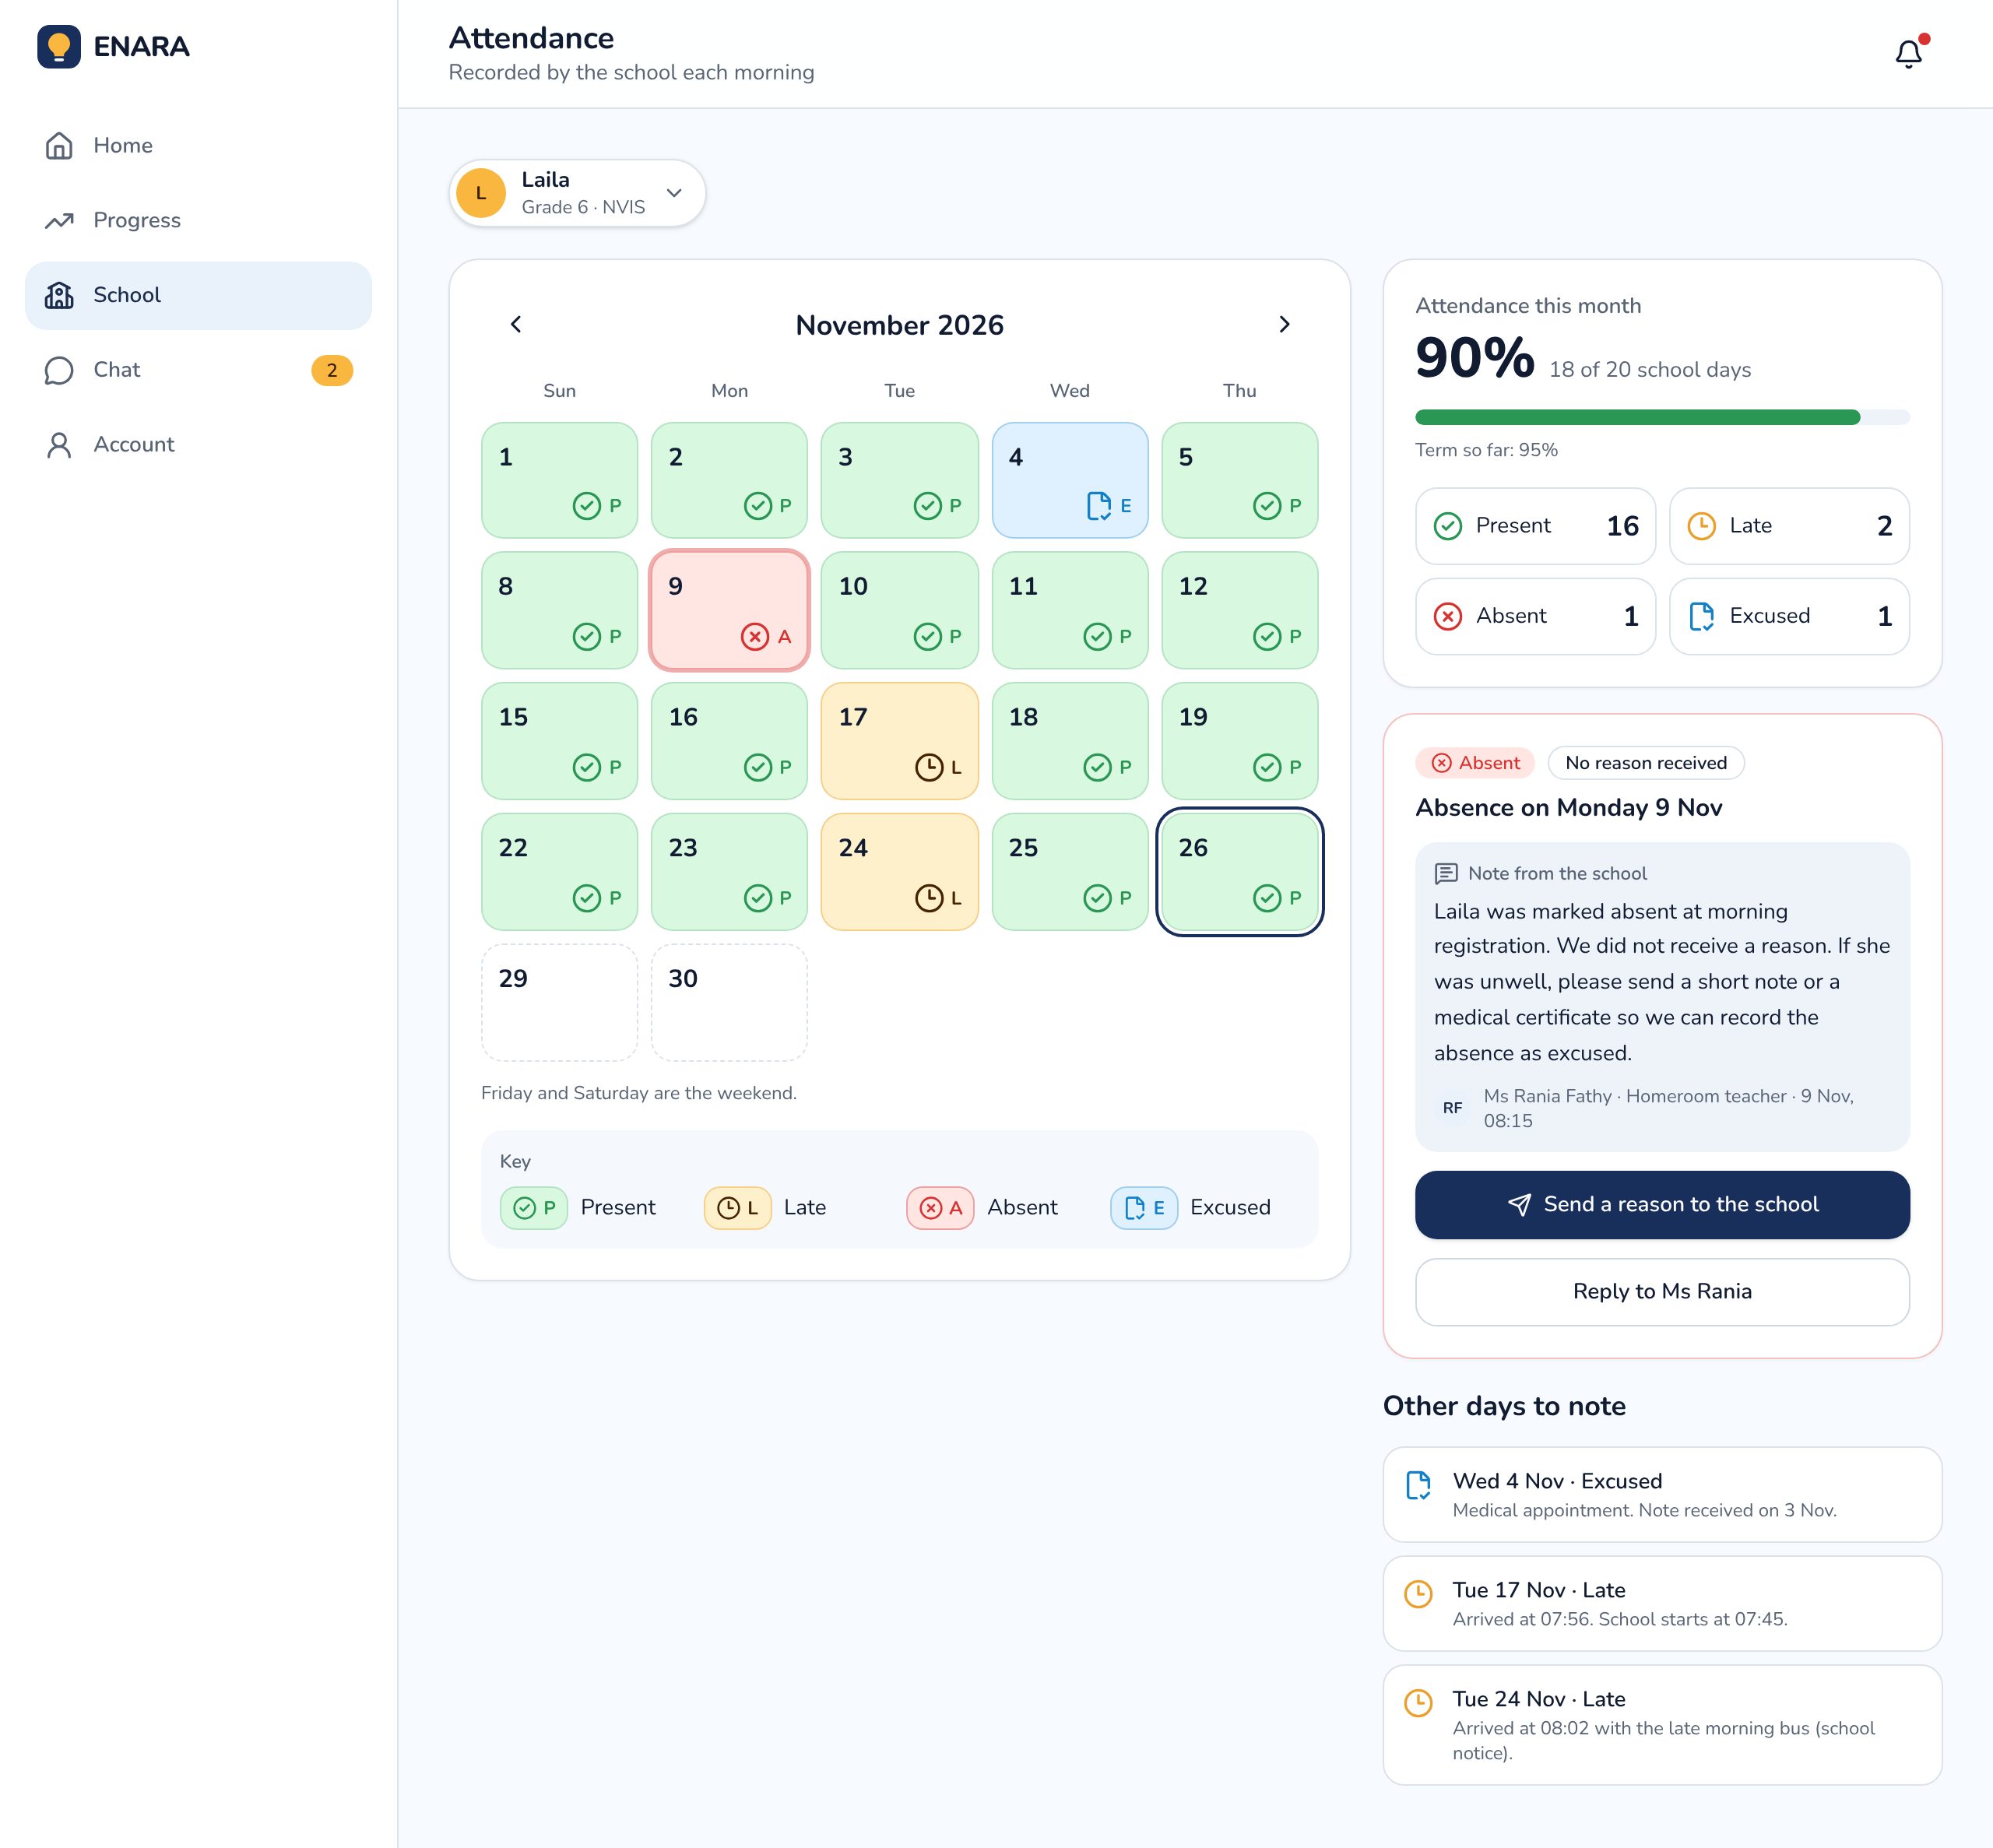 ENARA
Home
Progress
School
Chat
2
Account
Attendance
Recorded by the school each morning
L
Laila
Grade 6 · NVIS
November 2026
Sun Mon Tue Wed Thu
1 2 3 4 5
P P P E P
8 9 10 11 12
P A P P P
15 16 17 18 19
P P L P P
22 23 24 25 26
P P L P P
29 30
Friday and Saturday are the weekend.
Key
P Present L Late A Absent E Excused
Attendance this month
90% 18 of 20 school days
Term so far: 95%
Present 16 Late 2
Absent 1 Excused 1
Absent No reason received
Absence on Monday 9 Nov
Note from the school
Laila was marked absent at morning
registration. We did not receive a reason. If she
was unwell, please send a short note or a
medical certificate so we can record the
absence as excused.
RF
Ms Rania Fathy · Homeroom teacher · 9 Nov,
08:15
Send a reason to the school
Reply to Ms Rania
Other days to note
Wed 4 Nov · Excused
Medical appointment. Note received on 3 Nov.
Tue 17 Nov · Late
Arrived at 07:56. School starts at 07:45.
Tue 24 Nov · Late
Arrived at 08:02 with the late morning bus (school
notice).